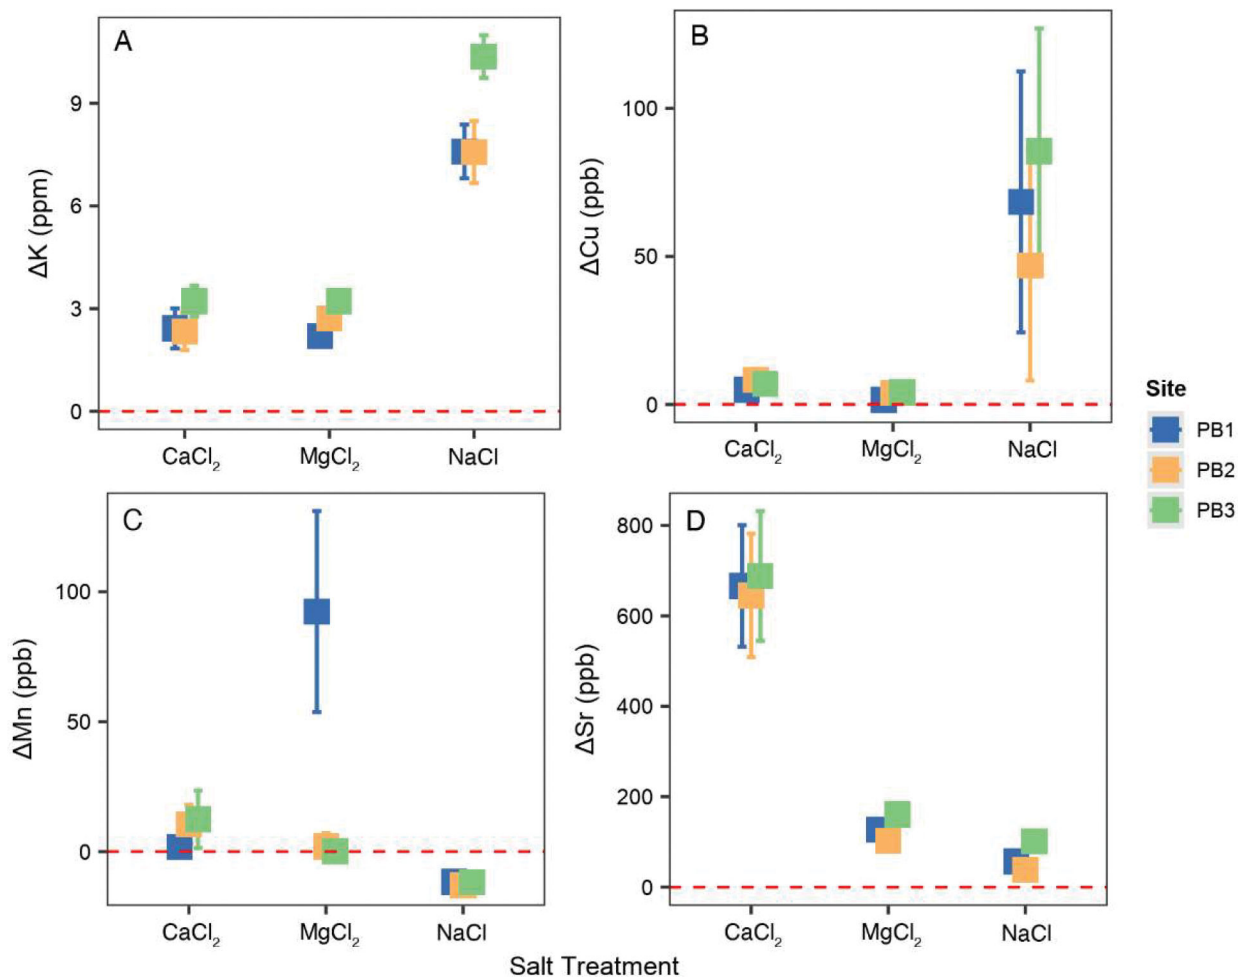 A
ΔK (ppm)
9
6
3
0
CaCl₂ MgCl₂ NaCl
B
ΔCu (ppb)
100
50
0
CaCl₂ MgCl₂ NaCl
Site
PB1
PB2
PB3
C
ΔMn (ppb)
100
50
0
CaCl₂ MgCl₂ NaCl
D
ΔSr (ppb)
800
600
400
200
0
CaCl₂ MgCl₂ NaCl
Salt Treatment